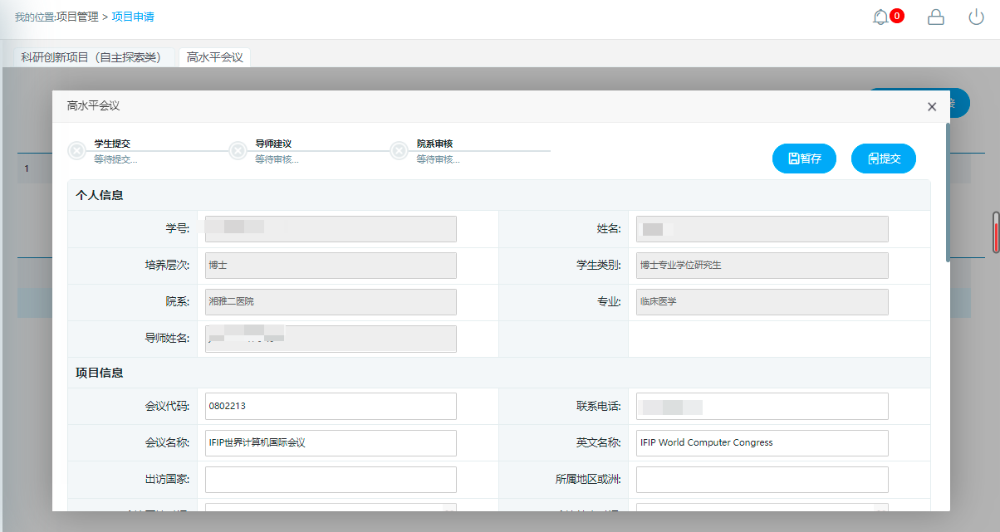 我的位置:项目管理 > 项目申请
0
科研创新项目（自主探索类）
高水平会议
高水平会议
学生提交
等待提交...
导师建议
等待审核...
院系审核
等待审核...
暂存
提交
1
个人信息
学号:
姓名:
培养层次: 博士
学生类别: 博士专业学位研究生
院系: 湘雅二医院
专业: 临床医学
导师姓名:
项目信息
会议代码: 0802213
联系电话:
会议名称: IFIP世界计算机国际会议
英文名称: IFIP World Computer Congress
出访国家:
所属地区或洲: